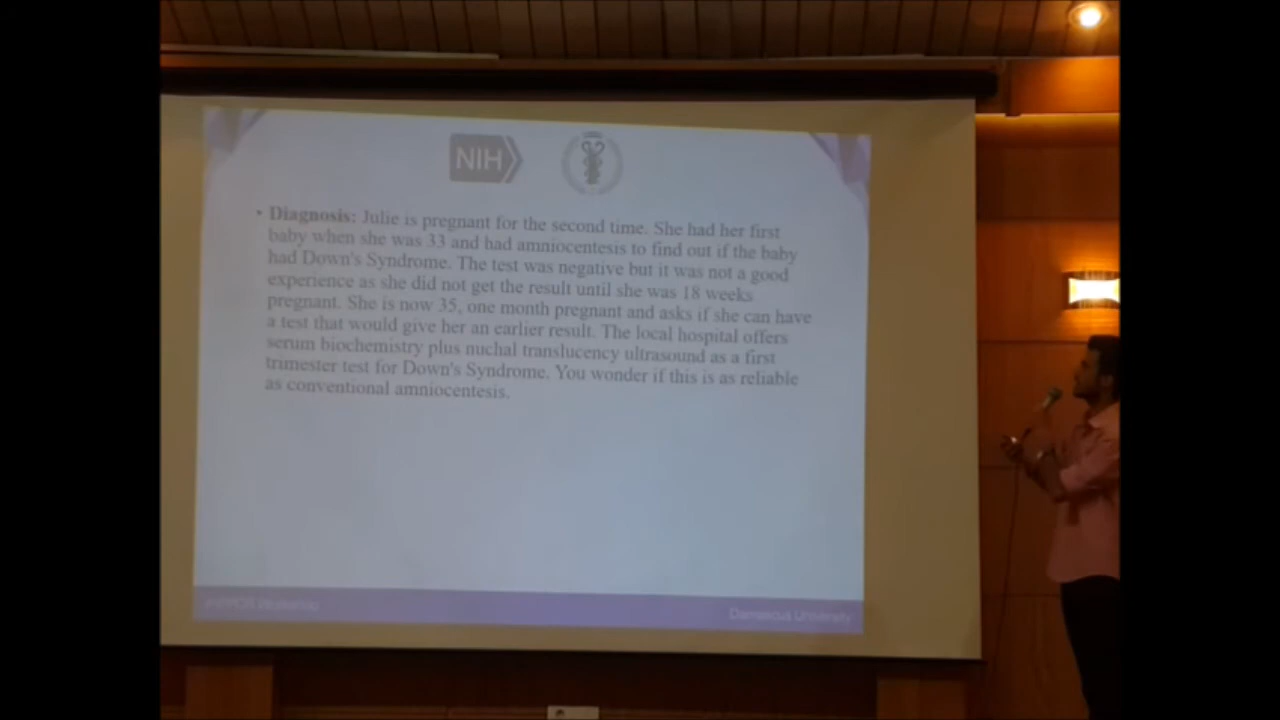 NIH
• Diagnosis: Julie is pregnant for the second time. She had her first
baby when she was 33 and had amniocentesis to find out if the baby
had Down's Syndrome. The test was negative but it was not a good
experience as she did not get the result until she was 18 weeks
pregnant. She is now 35, one month pregnant and asks if she can have
a test that would give her an earlier result. The local hospital offers
serum biochemistry plus nuchal translucency ultrasound as a first
trimester test for Down's Syndrome. You wonder if this is as reliable
as conventional amniocentesis.
Damascus University